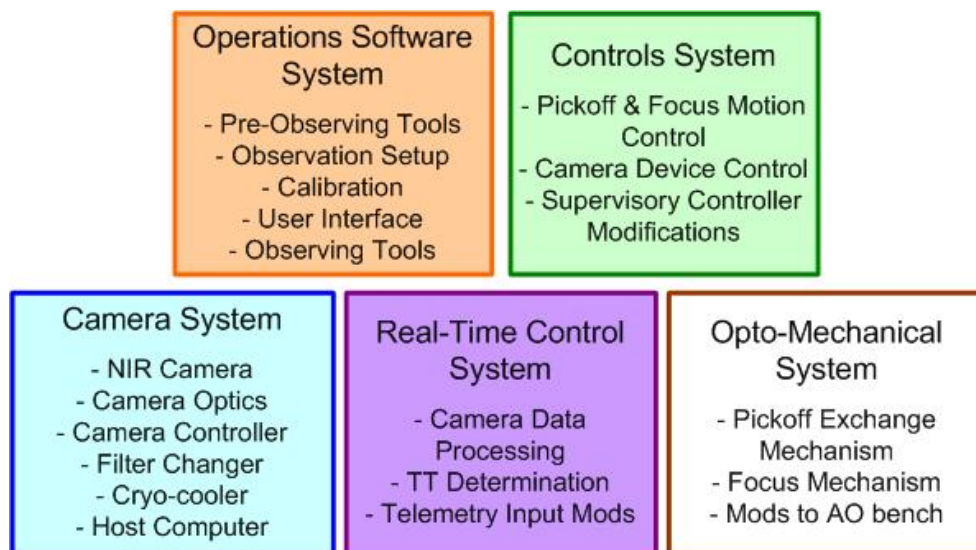 Operations Software
System
- Pre-Observing Tools
- Observation Setup
- Calibration
- User Interface
- Observing Tools
Controls System
- Pickoff & Focus Motion
Control
- Camera Device Control
- Supervisory Controller
Modifications
Camera System
- NIR Camera
- Camera Optics
- Camera Controller
- Filter Changer
- Cryo-cooler
- Host Computer
Real-Time Control
System
- Camera Data
Processing
- TT Determination
- Telemetry Input Mods
Opto-Mechanical
System
- Pickoff Exchange
Mechanism
- Focus Mechanism
- Mods to AO bench